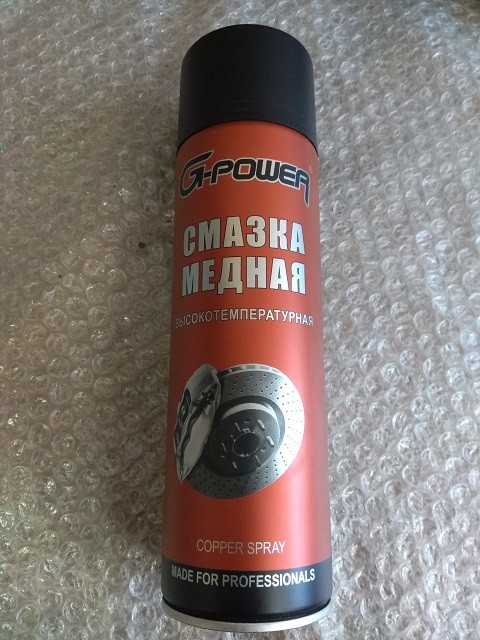 G-POWER
СМАЗКА
МЕДНАЯ
ВЫСОКОТЕМПЕРАТУРНАЯ
COPPER SPRAY
MADE FOR PROFESSIONALS